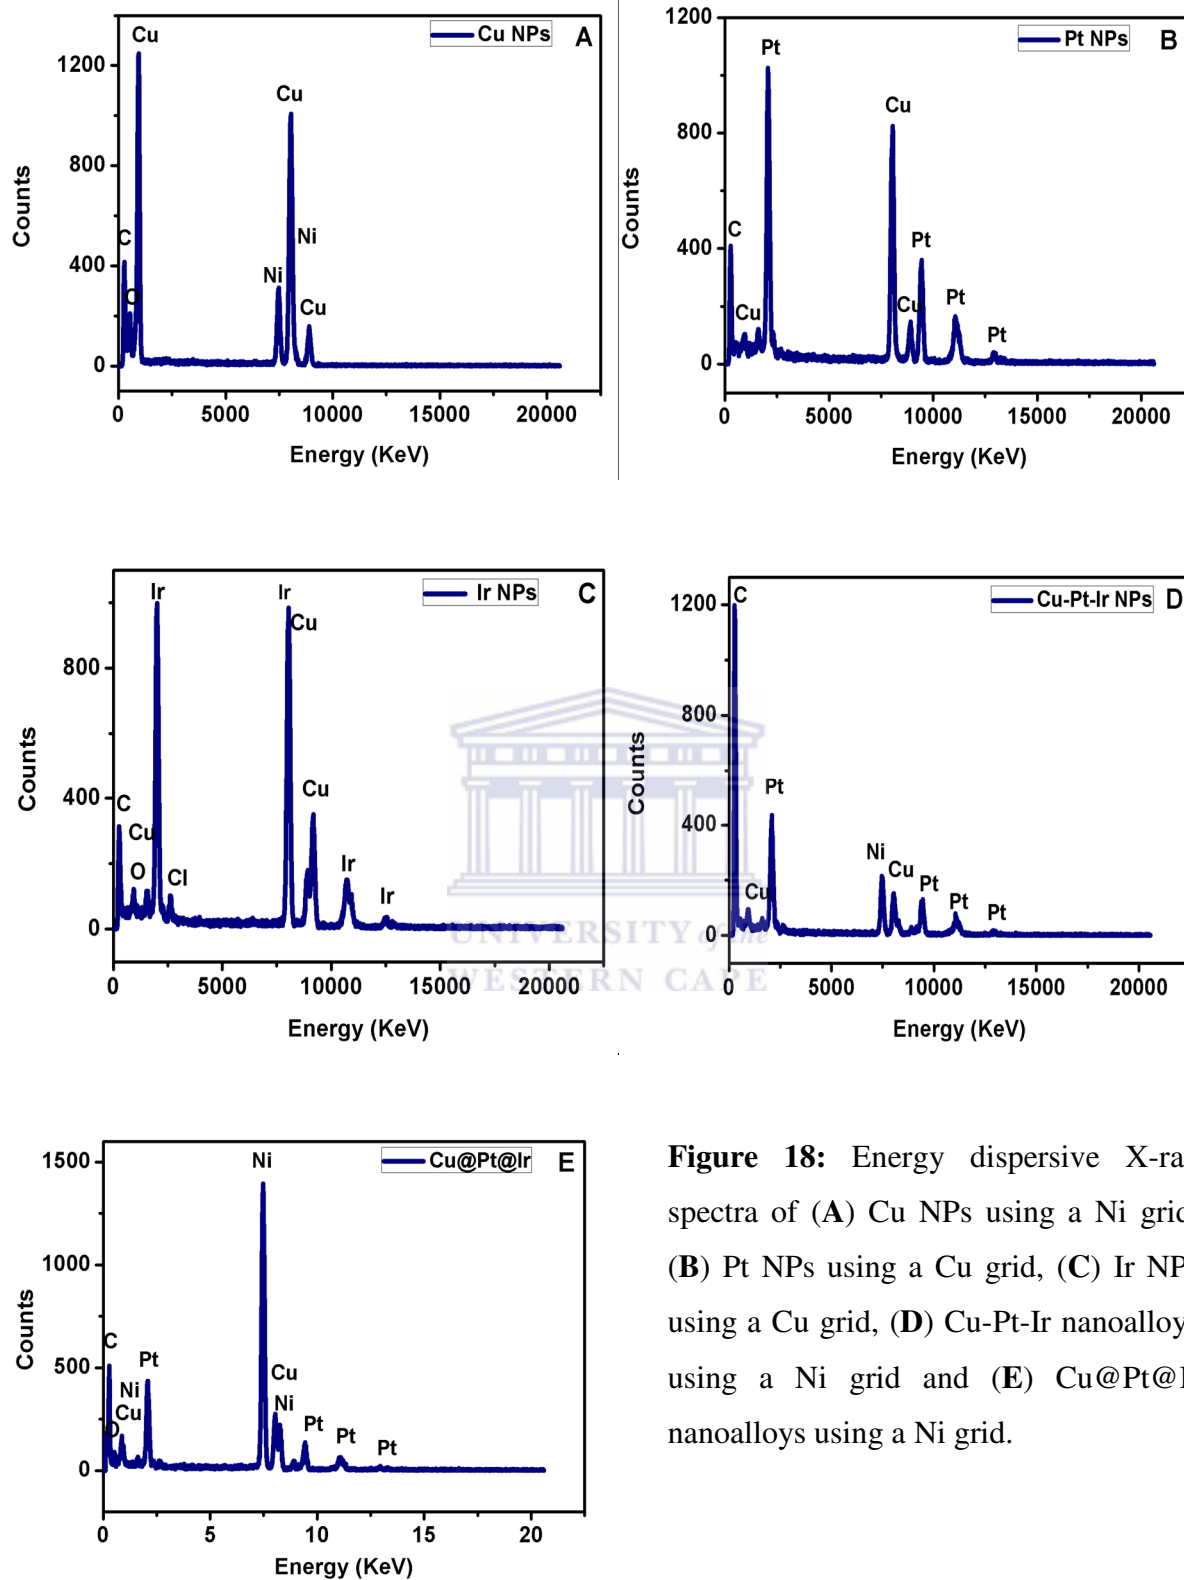 Cu NPs A
Cu
Cu
C
O
Ni
Ni
Cu
1200
800
400
0
Counts
0 5000 10000 15000 20000
Energy (KeV)
Pt NPs B
Pt
Cu
C
Cu
Cu
Pt
Pt
Pt
1200
800
400
0
Counts
0 5000 10000 15000 20000
Energy (KeV)
Ir NPs C
Ir
Ir
Cu
C
Cu
O
Cl
Cu
Ir
Ir
800
400
0
Counts
0 5000 10000 15000 20000
Energy (KeV)
Cu-Pt-Ir NPs D
C
Pt
Cu
Ni
Cu
Pt
Pt
Pt
1200
800
400
0
Counts
0 5000 10000 15000 20000
Energy (KeV)
UNIVERSITY of the
WESTERN CAPE
Cu@Pt@Ir E
Ni
C
Ni
Cu
O
Pt
Cu
Ni
Pt
Pt
Pt
1500
1000
500
0
Counts
0 5 10 15 20
Energy (KeV)
Figure 18: Energy dispersive X-ra
spectra of (A) Cu NPs using a Ni grid
(B) Pt NPs using a Cu grid, (C) Ir NP
using a Cu grid, (D) Cu-Pt-Ir nanoalloy
using a Ni grid and (E) Cu@Pt@I
nanoalloys using a Ni grid.